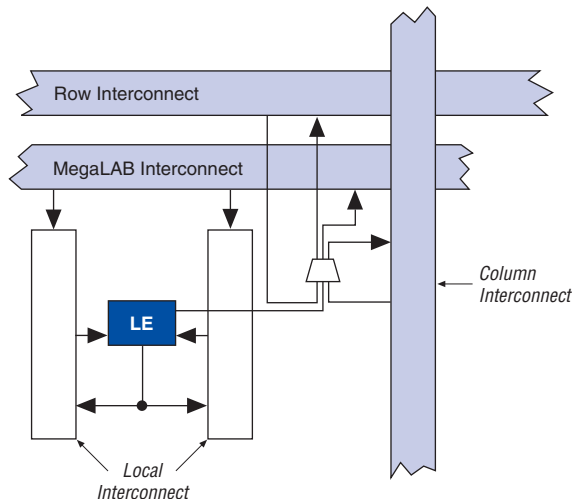 Row Interconnect
MegaLAB Interconnect
LE
Column
Interconnect
Local
Interconnect